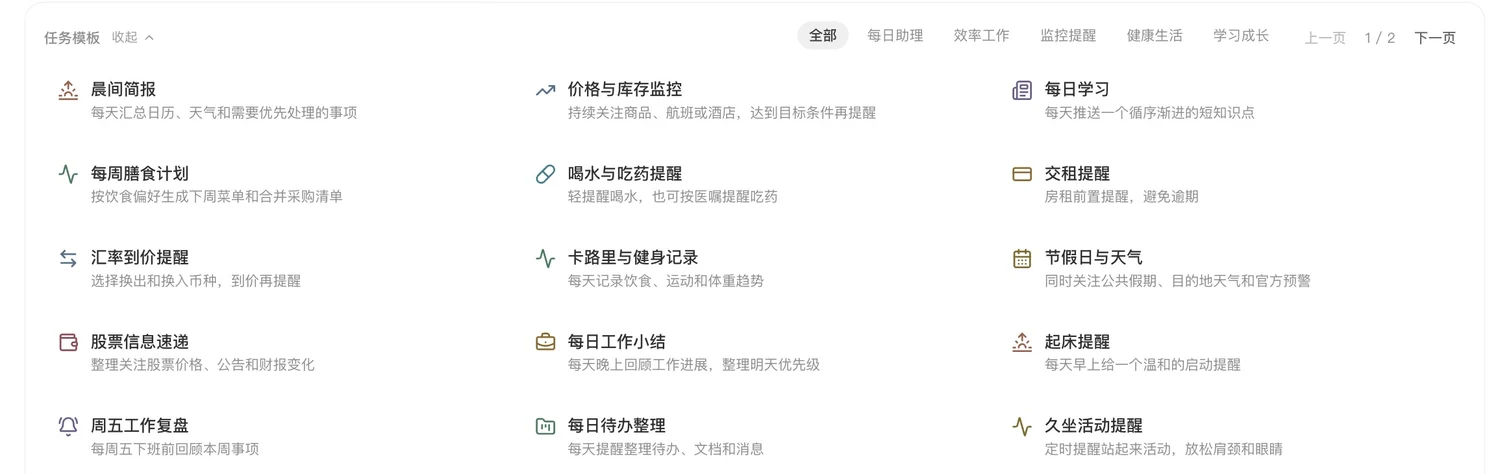 任务模板 收起
全部 每日助理 效率工作 监控提醒 健康生活 学习成长 上一页 1 / 2 下一页
晨间简报
每天汇总日历、天气和需要优先处理的事项
价格与库存监控
持续关注商品、航班或酒店，达到目标条件再提醒
每日学习
每天推送一个循序渐进的短知识点
每周膳食计划
按饮食偏好生成下周菜单和合并采购清单
喝水与吃药提醒
轻提醒喝水，也可按医嘱提醒吃药
交租提醒
房租前置提醒，避免逾期
汇率到价提醒
选择换出和换入币种，到价再提醒
卡路里与健身记录
每天记录饮食、运动和体重趋势
节假日与天气
同时关注公共假期、目的地天气和官方预警
股票信息速递
整理关注股票价格、公告和财报变化
每日工作小结
每天晚上回顾工作进展，整理明天优先级
起床提醒
每天早上给一个温和的启动提醒
周五工作复盘
每周五下班前回顾本周事项
每日待办整理
每天提醒整理待办、文档和消息
久坐活动提醒
定时提醒站起来活动，放松肩颈和眼睛